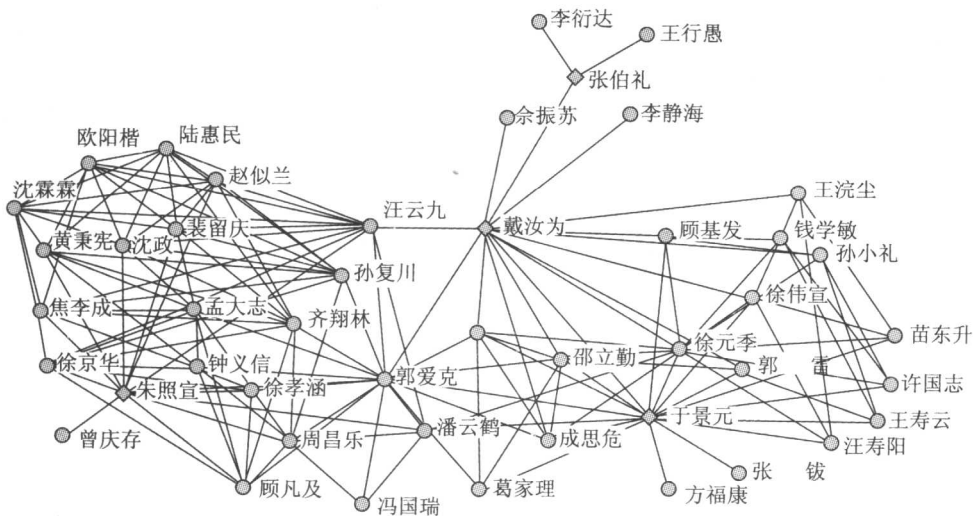 李衍达
王行愚
张伯礼
佘振苏
李静海
欧阳楷
陆惠民
赵似兰
沈霖霖
汪云九
戴汝为
王浣尘
裴留庆
顾基发
钱学敏
黄秉宪
沈政
孙小礼
孙复川
徐伟宣
焦李成
孟大志
齐翔林
苗东升
徐元季
邵立勤
郭 雷
徐京华
钟义信
朱照宣
徐孝涵
郭爱克
许国志
于景元
王寿云
潘云鹤
成思危
汪寿阳
周昌乐
曾庆存
张 钹
葛家理
方福康
顾凡及
冯国瑞